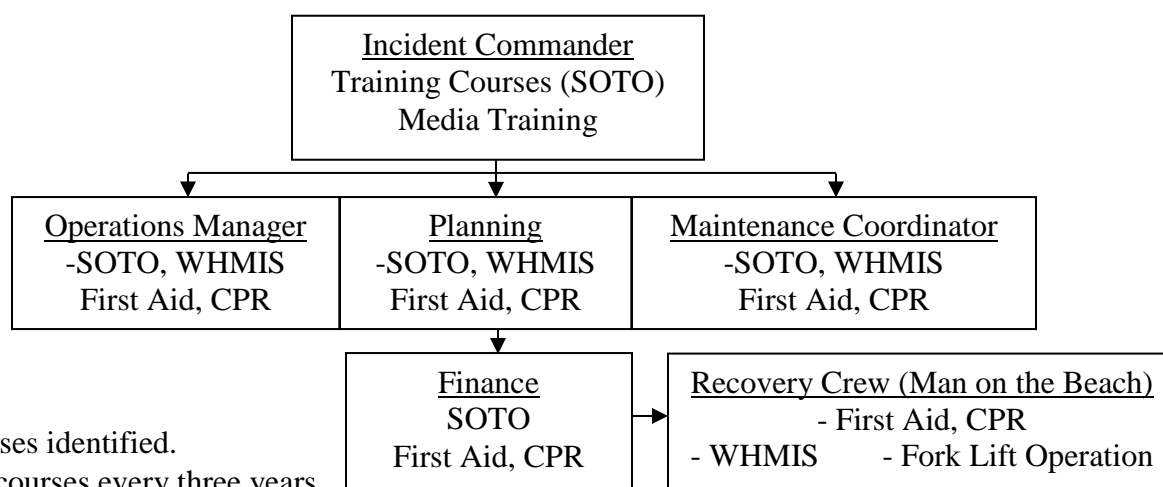 Incident Commander
Training Courses (SOTO)
Media Training
Operations Manager
-SOTO, WHMIS
First Aid, CPR
Planning
-SOTO, WHMIS
First Aid, CPR
Maintenance Coordinator
-SOTO, WHMIS
First Aid, CPR
Finance
SOTO
First Aid, CPR
Recovery Crew (Man on the Beach)
- First Aid, CPR
- WHMIS - Fork Lift Operation
ses identified.
courses every three years